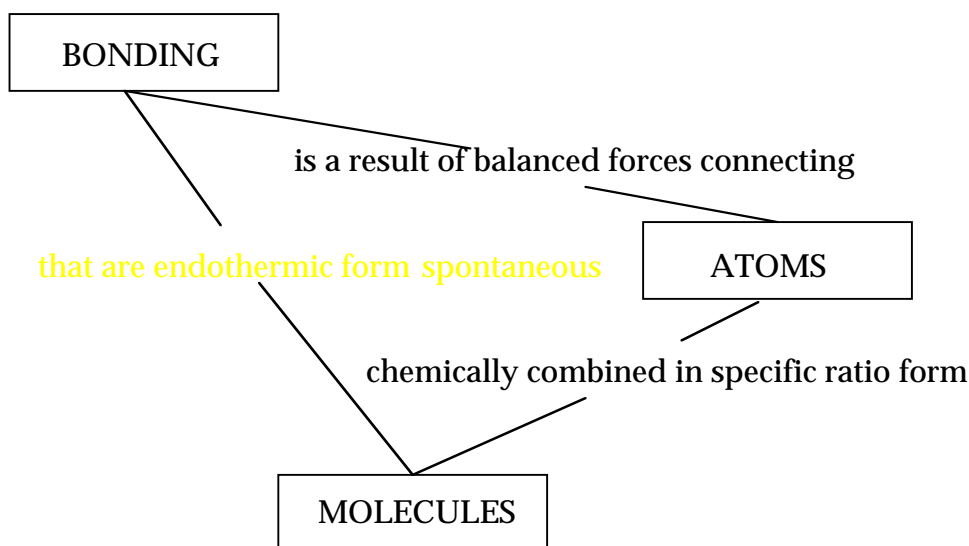 BONDING
is a result of balanced forces connecting
that are endothermic form spontaneous
ATOMS
chemically combined in specific ratio form
MOLECULES